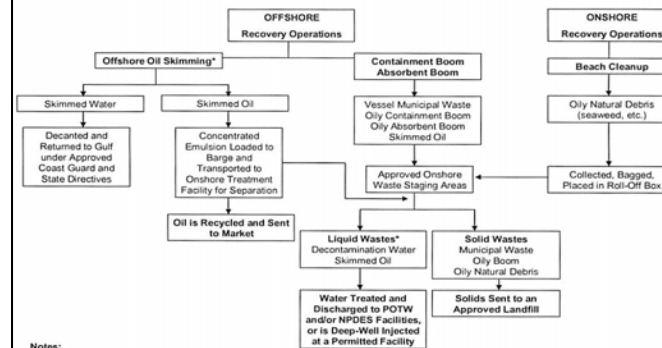 OFFSHORE
Recovery Operations
ONSHORE
Recovery Operations
Offshore Oil Skimming*
Containment Boom
Absorbent Boom
Beach Cleanup
Skimmed Water
Skimmed Oil
Vessel Municipal Waste
Oily Containment Boom
Oily Absorbent Boom
Skimmed Oil
Oily Natural Debris
(seaweed, etc.)
Decanted and
Returned to Gulf
under Approved
Coast Guard and
State Directives
Concentrated
Emulsion Loaded to
Barge and
Transported to
Onshore Treatment
Facility for Separation
Approved Onshore
Waste Staging Areas
Collected, Bagged,
Placed in Roll-Off Box
Oil is Recycled and Sent
to Market
Liquid Wastes*
Decontamination Water
Skimmed Oil
Solid Wastes
Municipal Waste
Oily Boom
Oily Natural Debris
Water Treated and
Discharged to POTW
and/or NPDES Facilities,
or is Deep-Well Injected
at a Permitted Facility
Solids Sent to an
Approved Landfill
Notes: